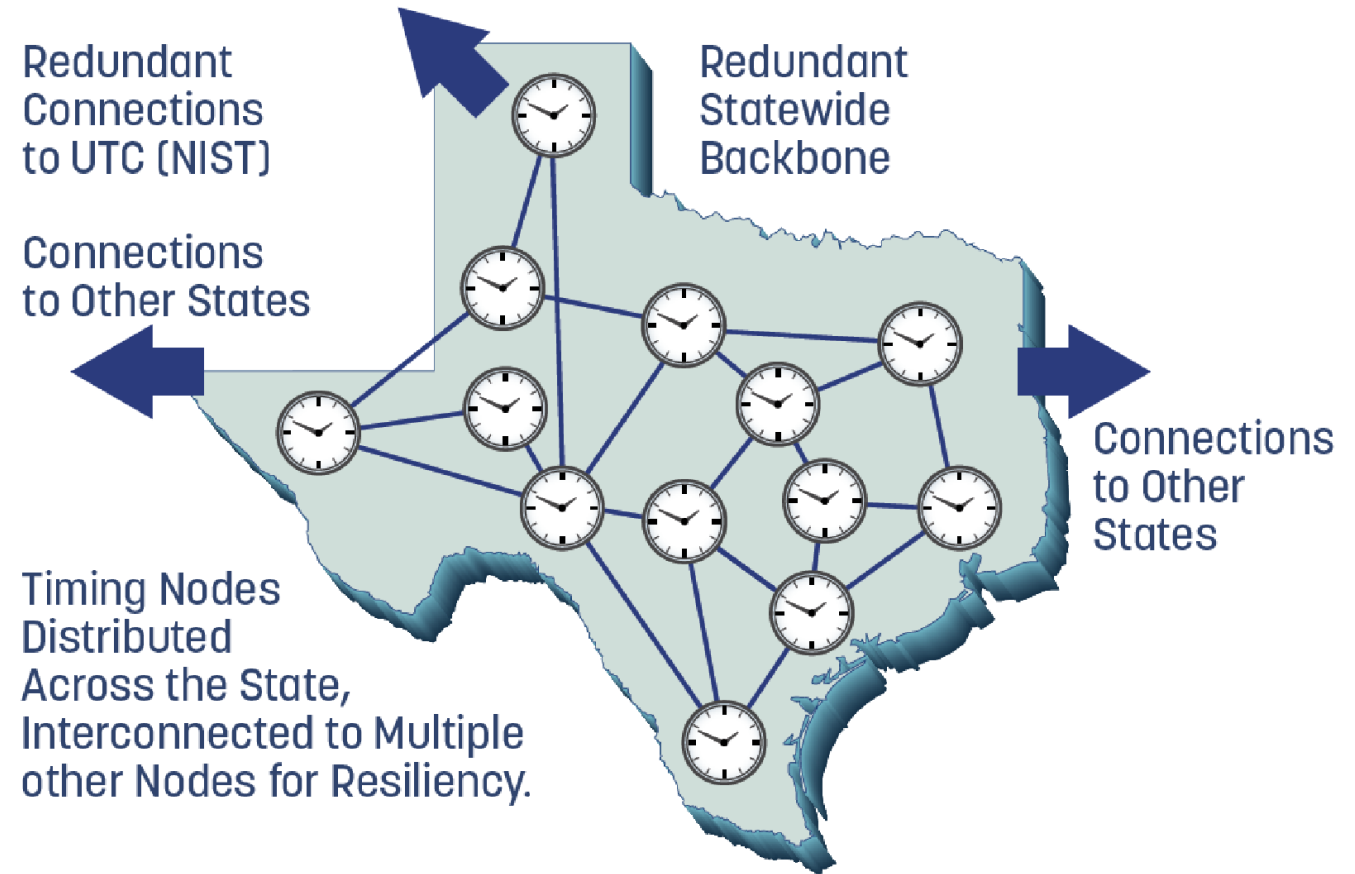 Redundant
Connections
to UTC (NIST)
Redundant
Statewide
Backbone
Connections
to Other States
Connections
to Other
States
Timing Nodes
Distributed
Across the State,
Interconnected to Multiple
other Nodes for Resiliency.